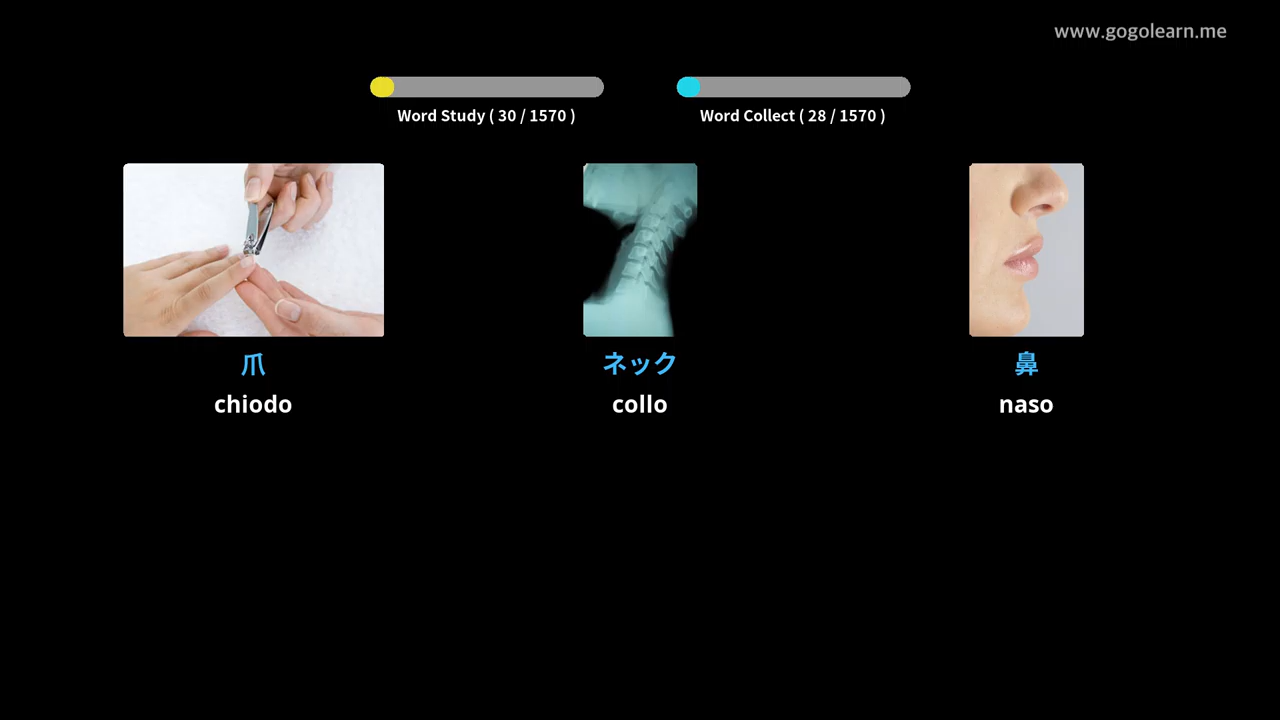 www.gogolearn.me
Word Study ( 30 / 1570 )
Word Collect ( 28 / 1570 )
爪
ネック
鼻
chiodo
collo
naso